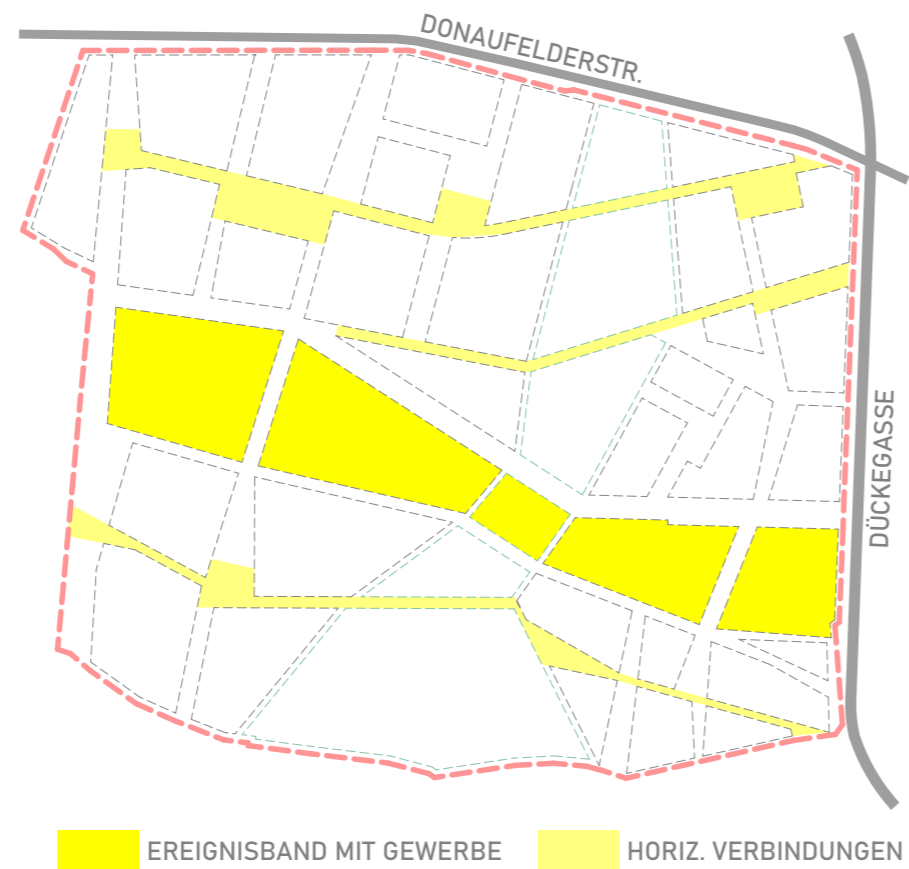 DONAUFELDERSTR.
DÜCKEGASSE
EREIGNISBAND MIT GEWERBE
HORIZ. VERBINDUNGEN